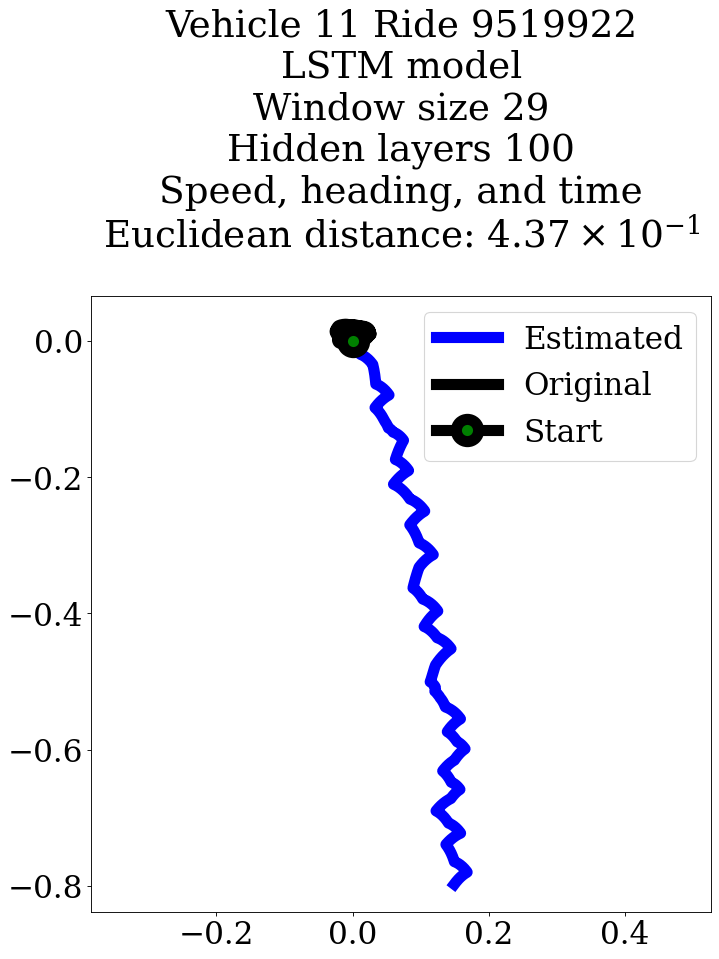 Vehicle 11 Ride 9519922
LSTM model
Window size 29
Hidden layers 100
Speed, heading, and time
Euclidean distance: 4.37 × 10⁻¹
Estimated
Original
Start
0.0
−0.2
−0.4
−0.6
−0.8
−0.2 0.0 0.2 0.4